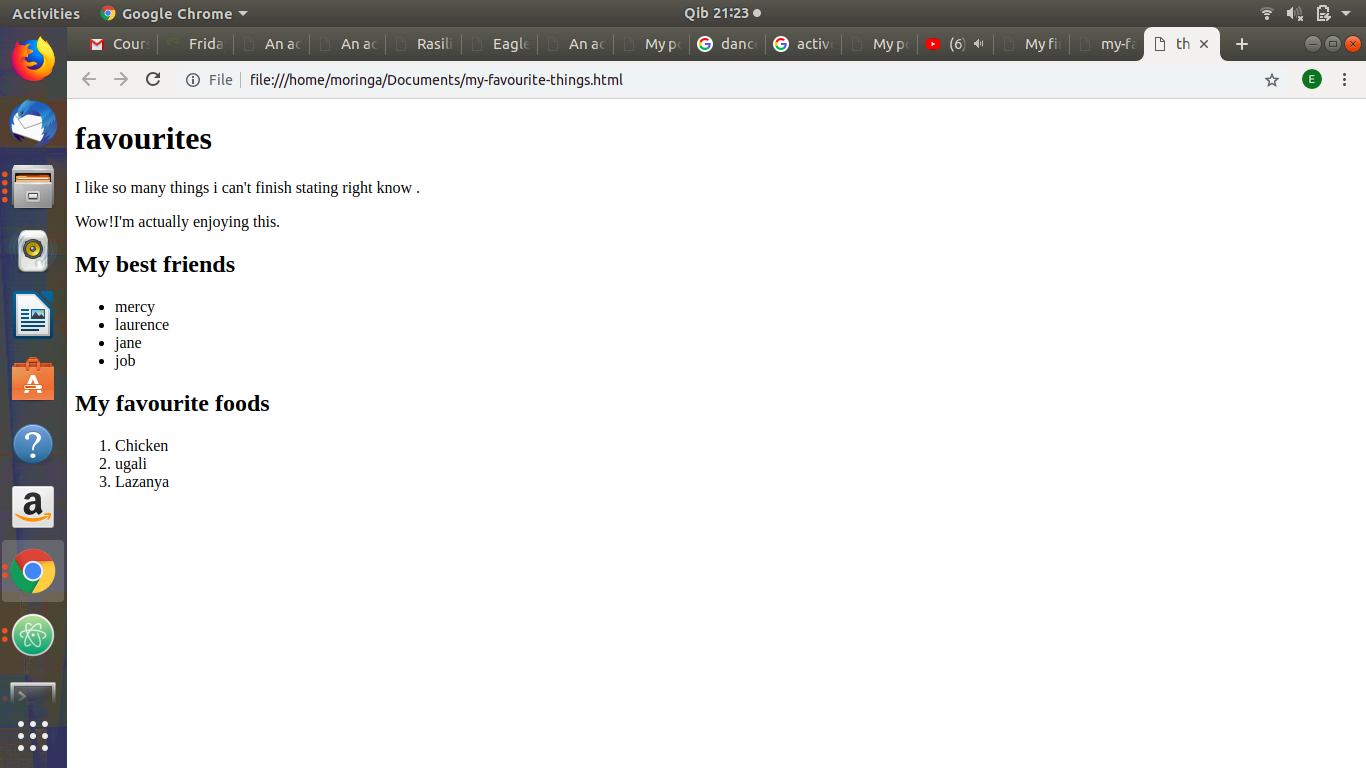 Activities Google Chrome Qib 21:23
Cour Frida An ac An ac Rasil Eagle An ac My p danc activ My p (6) My fi my-fa th
File file:///home/moringa/Documents/my-favourite-things.html E
favourites
I like so many things i can't finish stating right know .
Wow!I'm actually enjoying this.
My best friends
• mercy
• laurence
• jane
• job
My favourite foods
1. Chicken
2. ugali
3. Lazanya